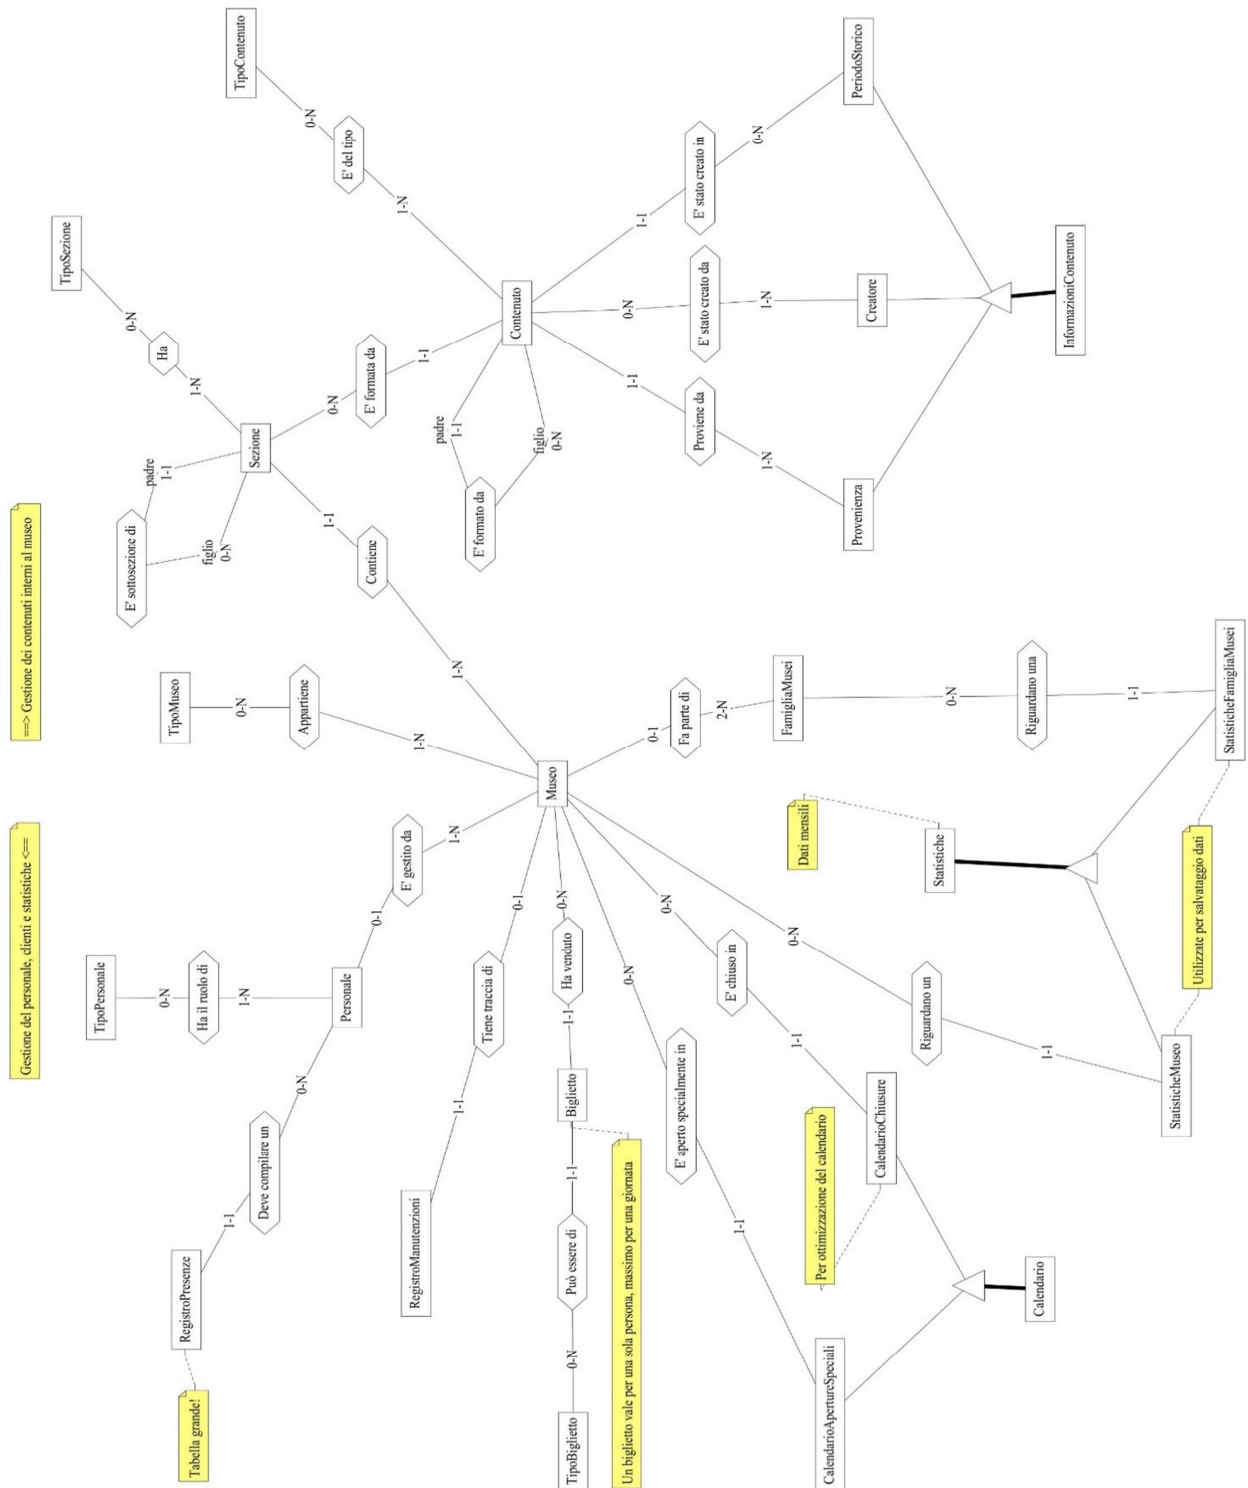 Gestione del personale, clienti e statistiche <==
==> Gestione dei contenuti interni al museo
TipoSezione
0-N
Ha
1-N
padre
1-1
E' sottosezione di
figlio
0-N
Sezione
TipoContenuto
0-N
E' del tipo
1-N
0-N
E' formata da
1-1
1-1
Contiene
1-N
TipoMuseo
0-N
Appartiene
1-N
TipoPersonale
0-N
Ha il ruolo di
1-N
Personale
0-1
E' gestito da
1-N
0-N
Deve compilare un
1-1
RegistroPresenze
Tabella grande!
RegistroManutenzioni
1-1
Tiene traccia di
0-1
Contenuto
padre
1-1
figlio
0-N
E' formato da
Museo
TipoBiglietto
0-N
Può essere di
1-1
Biglietto
1-1
Ha venduto
0-N
Un biglietto vale per una sola persona, massimo per una giornata
1-1
E' stato creato in
0-N
PeriodoStorico
0-N
E' stato creato da
1-N
Creatore
1-1
Proviene da
1-N
Provenienza
InformazioniContenuto
0-1
Fa parte di
2-N
FamigliaMusei
0-N
Riguardano una
1-1
StatisticheFamigliaMusei
0-N
E' aperto specialmente in
1-1
CalendarioApertureSpeciali
0-N
E' chiuso in
1-1
CalendarioChiusure
Per ottimizzazione del calendario
Calendario
0-N
Riguardano un
1-1
StatisticheMuseo
Dati mensili
Statistiche
Utilizzate per salvataggio dati